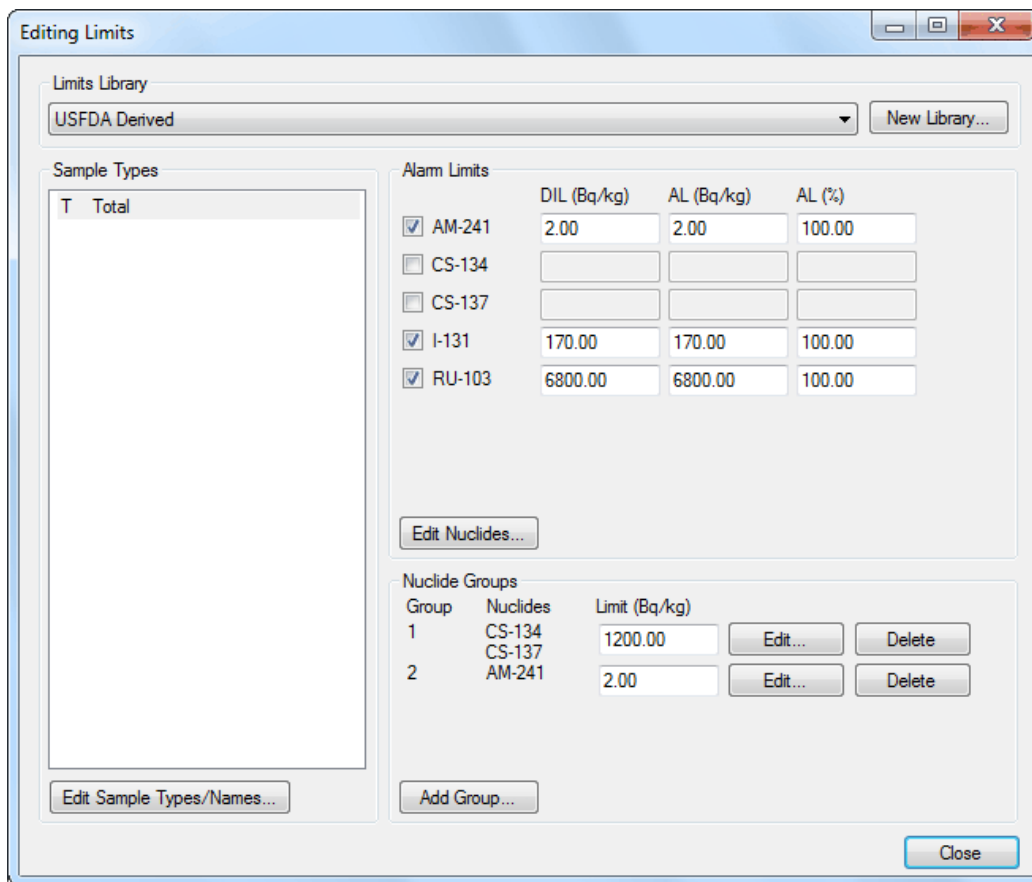 Editing Limits
Limits Library
USFDA Derived
New Library...
Sample Types
T Total
Edit Sample Types/Names...
Alarm Limits
DIL (Bq/kg) AL (Bq/kg) AL (%)
AM-241 2.00 2.00 100.00
CS-134
CS-137
I-131 170.00 170.00 100.00
RU-103 6800.00 6800.00 100.00
Edit Nuclides...
Nuclide Groups
Group Nuclides Limit (Bq/kg)
1 CS-134 1200.00 Edit... Delete
CS-137
2 AM-241 2.00 Edit... Delete
Add Group...
Close